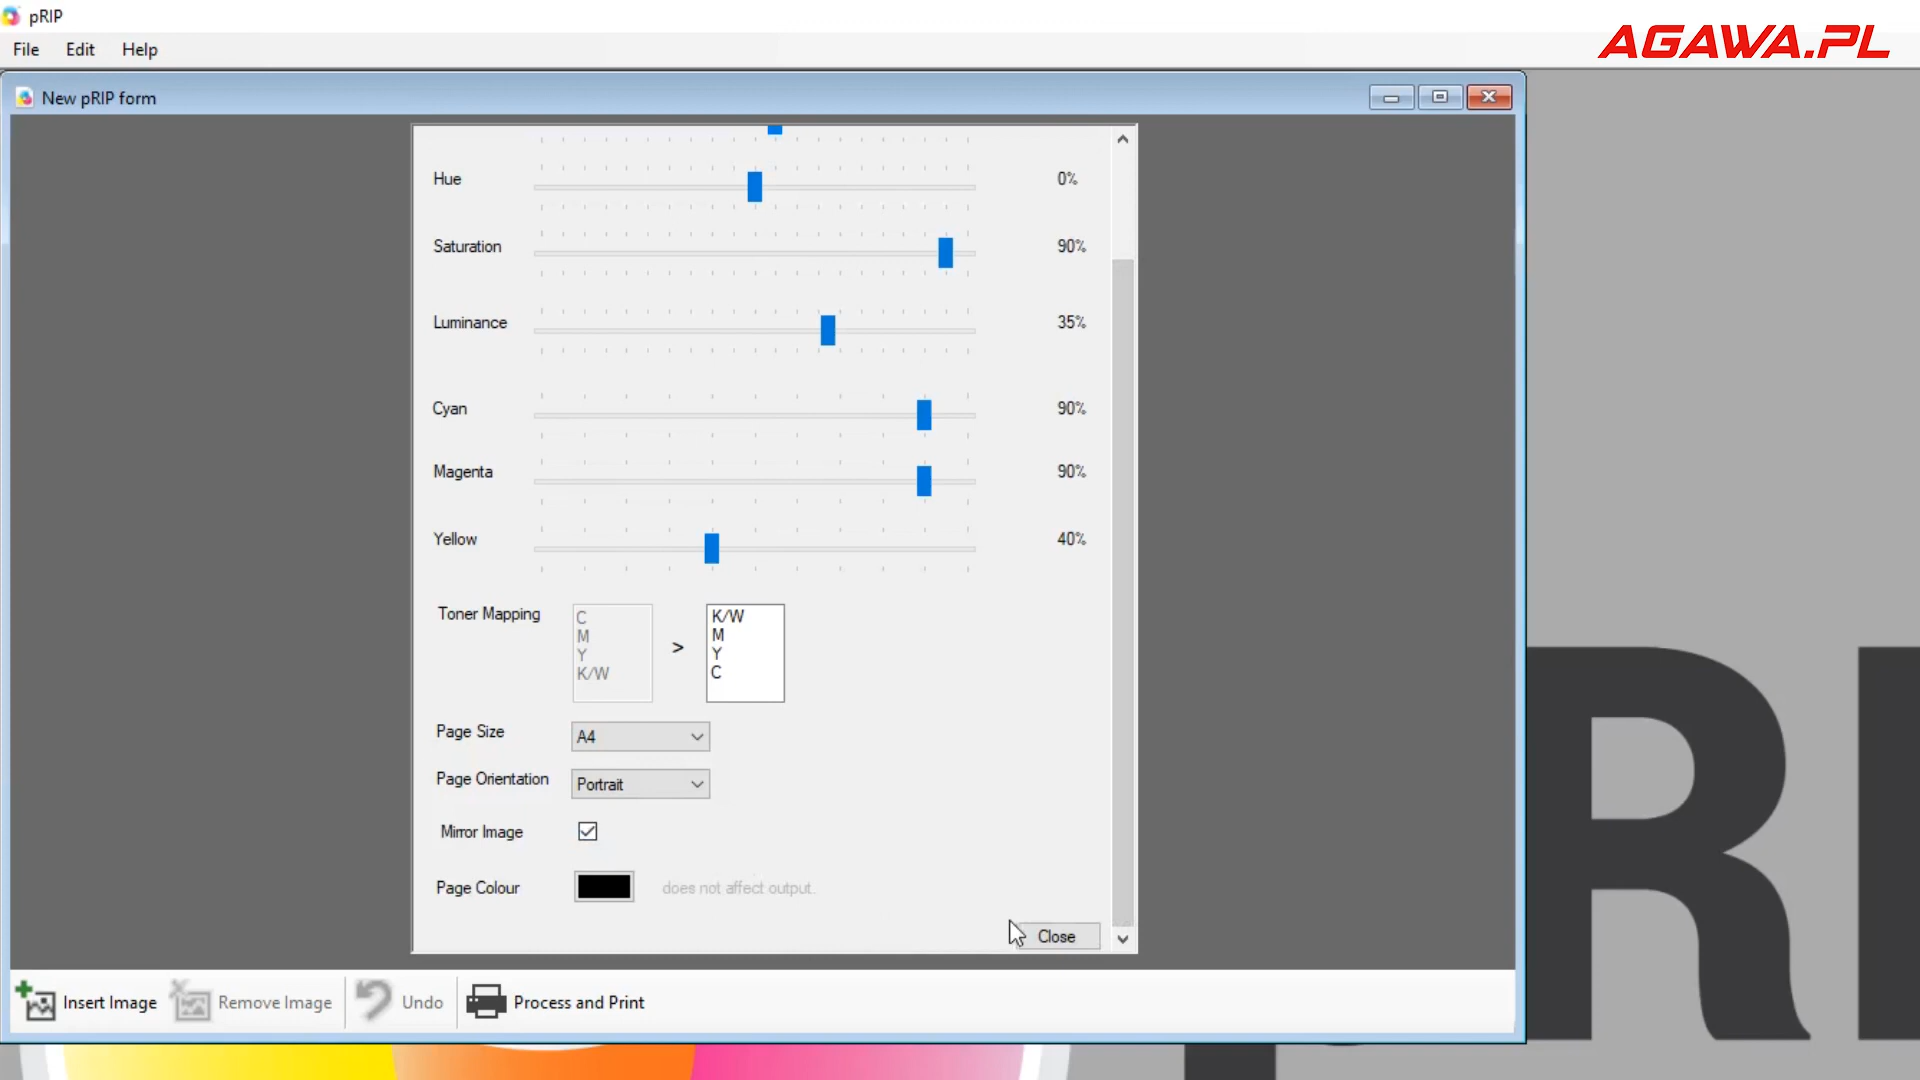 pRIP
AGAWA.PL
File Edit Help
New pRIP form
Hue 0%
Saturation 90%
Luminance 35%
Cyan 90%
Magenta 90%
Yellow 40%
Toner Mapping
C
M
Y
K/W
>
K/W
M
Y
C
Page Size A4
Page Orientation Portrait
Mirror Image
Page Colour does not affect output.
Close
Insert Image Remove Image Undo Process and Print